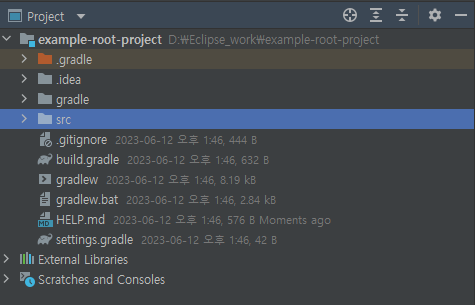 Project
example-root-project D:₩Eclipse_work₩example-root-project
.gradle
.idea
gradle
src
.gitignore 2023-06-12 오후 1:46, 444 B
build.gradle 2023-06-12 오후 1:46, 632 B
gradlew 2023-06-12 오후 1:46, 8.19 kB
gradlew.bat 2023-06-12 오후 1:46, 2.84 kB
HELP.md 2023-06-12 오후 1:46, 576 B Moments ago
settings.gradle 2023-06-12 오후 1:46, 42 B
External Libraries
Scratches and Consoles